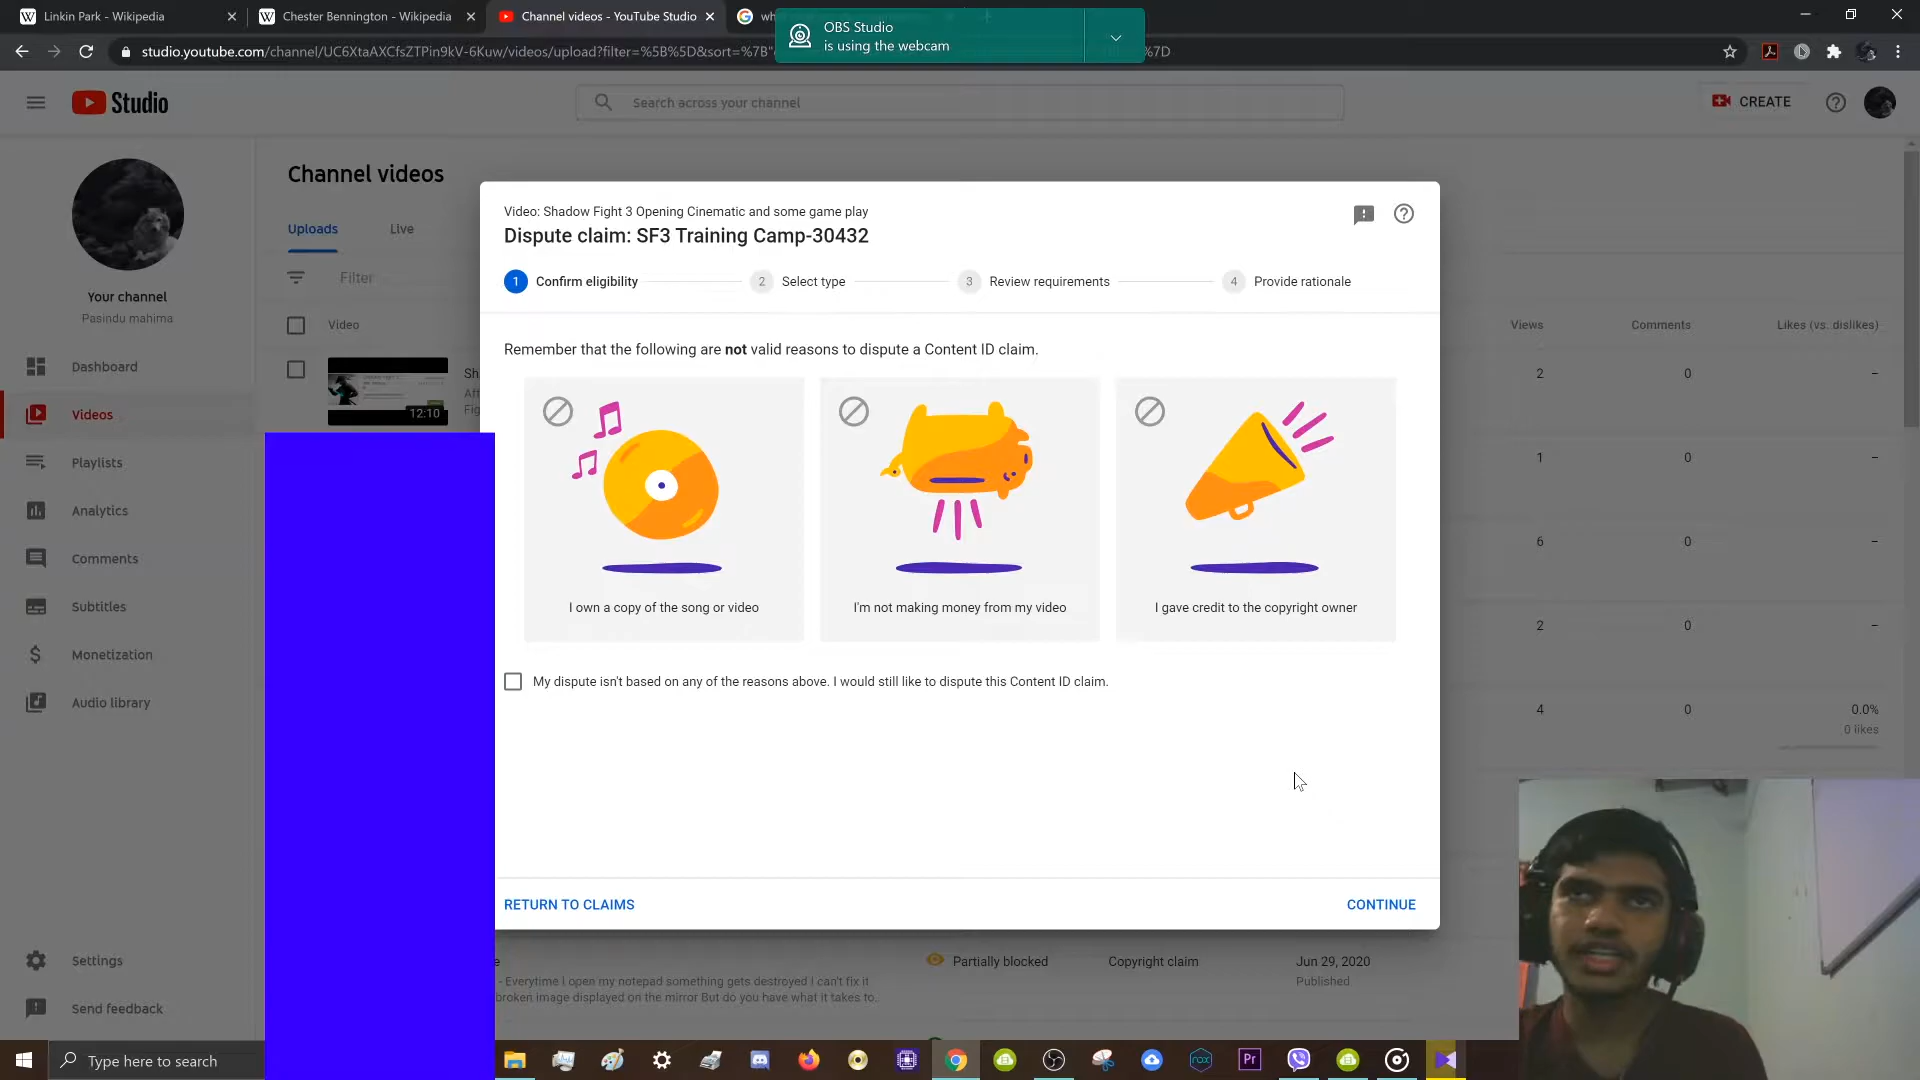 Linkin Park - Wikipedia
Chester Bennington - Wikipedia
Channel videos - YouTube Studio
OBS Studio
is using the webcam
studio.youtube.com/channel/UC6XtaAXCfsZTPin9kV-6Kuw/videos/upload?filter=%5B%5D&sort=%7B"
%7D
Studio
Search across your channel
CREATE
Channel videos
Uploads
Live
Filter
Your channel
Pasindu mahima
Video
Views
Comments
Likes (vs. dislikes)
12:10
2
0
–
1
0
–
6
0
–
2
0
–
4
0
0.0%
0 likes
Dashboard
Videos
Playlists
Analytics
Comments
Subtitles
Monetization
Audio library
Settings
Send feedback
Video: Shadow Fight 3 Opening Cinematic and some game play
Dispute claim: SF3 Training Camp-30432
1 Confirm eligibility
2 Select type
3 Review requirements
4 Provide rationale
Remember that the following are not valid reasons to dispute a Content ID claim.
I own a copy of the song or video
I'm not making money from my video
I gave credit to the copyright owner
My dispute isn't based on any of the reasons above. I would still like to dispute this Content ID claim.
RETURN TO CLAIMS
CONTINUE
Partially blocked
Copyright claim
Jun 29, 2020
Published
- Everytime I open my notepad something gets destroyed I can't fix it
broken image displayed on the mirror But do you have what it takes to...
Type here to search
Pr